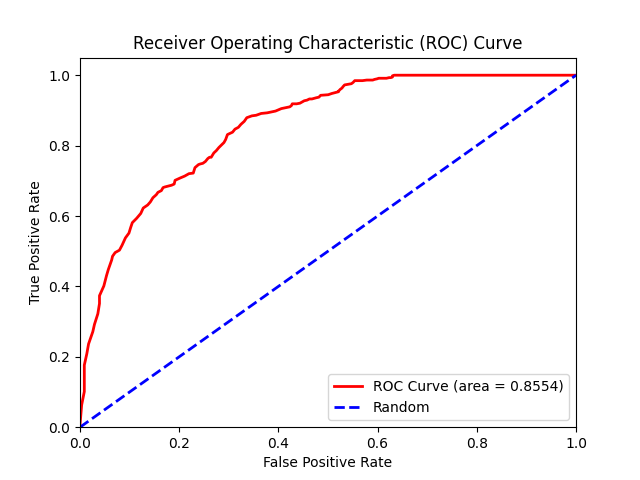 Receiver Operating Characteristic (ROC) Curve
True Positive Rate
1.0
0.8
0.6
0.4
0.2
0.0
ROC Curve (area = 0.8554)
Random
0.0 0.2 0.4 0.6 0.8 1.0
False Positive Rate